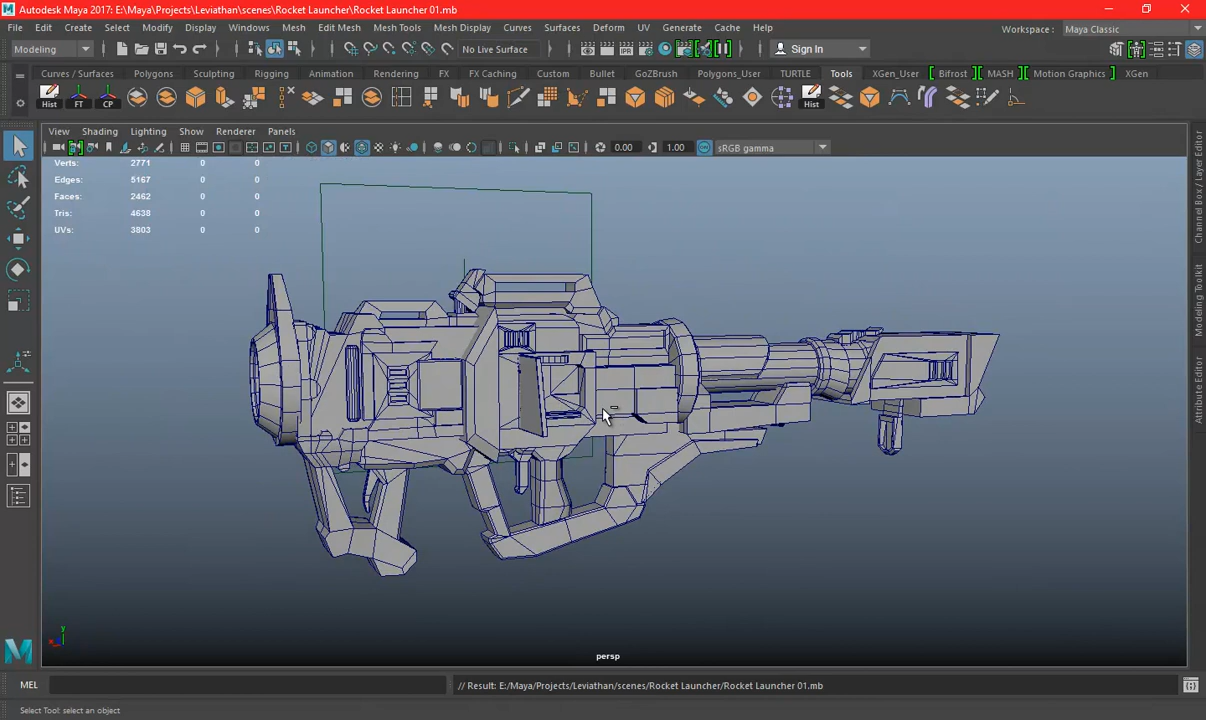 Autodesk Maya 2017: E:\Maya\Projects\Leviathan\scenes\Rocket Launcher\Rocket Launcher 01.mb
File Edit Create Select Modify Display Windows Mesh Edit Mesh Mesh Tools Mesh Display Curves Surfaces Deform UV Generate Cache Help Workspace : Maya Classic
Modeling No Live Surface Sign In
Curves / Surfaces Polygons Sculpting Rigging Animation Rendering FX FX Caching Custom Bullet GoZBrush Polygons_User TURTLE Tools XGen_User Bifrost MASH Motion Graphics XGen
Hist FT CP Hist
View Shading Lighting Show Renderer Panels
0.00 1.00 sRGB gamma
Verts: 2771 0 0
Edges: 5167 0 0
Faces: 2462 0 0
Tris: 4638 0 0
UVs: 3803 0 0
Channel Box / Layer Editor
Modeling Toolkit
Attribute Editor
y
x
persp
MEL // Result: E:/Maya/Projects/Leviathan/scenes/Rocket Launcher/Rocket Launcher 01.mb
Select Tool: select an object